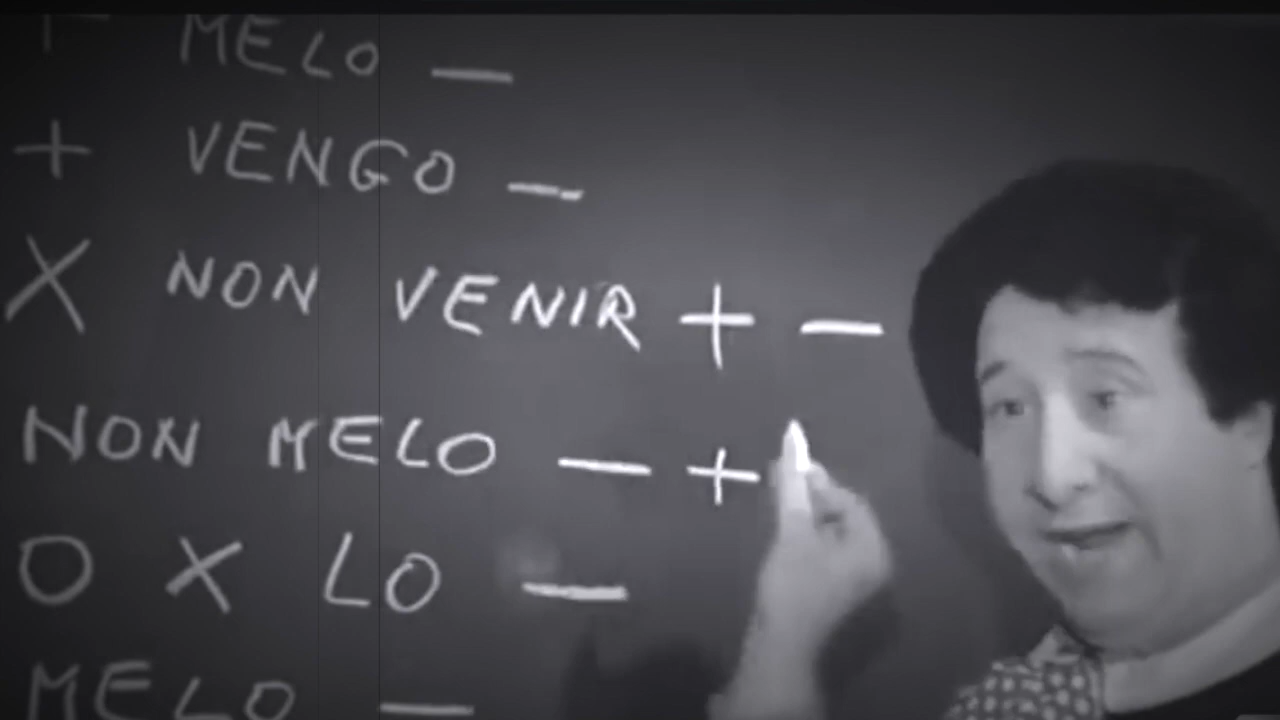 + MELO —
+ VENGO —
X NON VENIR + —
NON MELO — +
O X LO —
MELO —